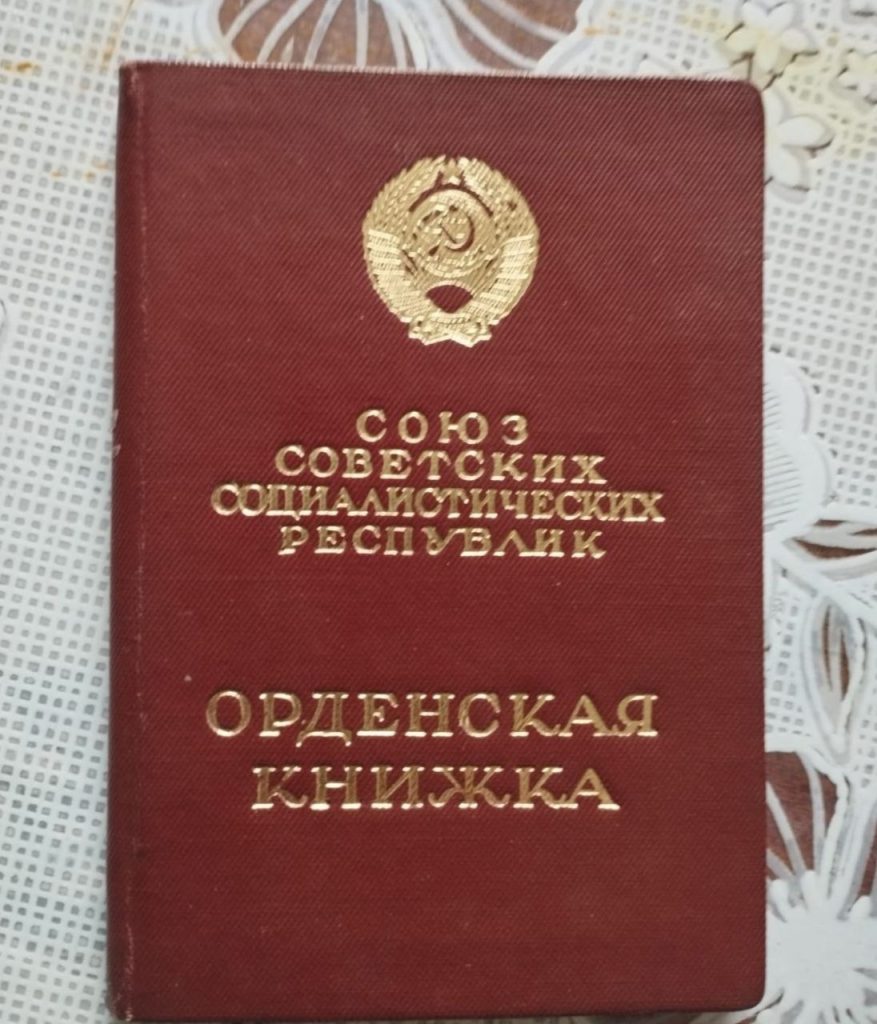 СОЮЗ
СОВЕТСКИХ
СОЦИАЛИСТИЧЕСКИХ
РЕСПУБЛИК
ОРДЕНСКАЯ
КНИЖКА